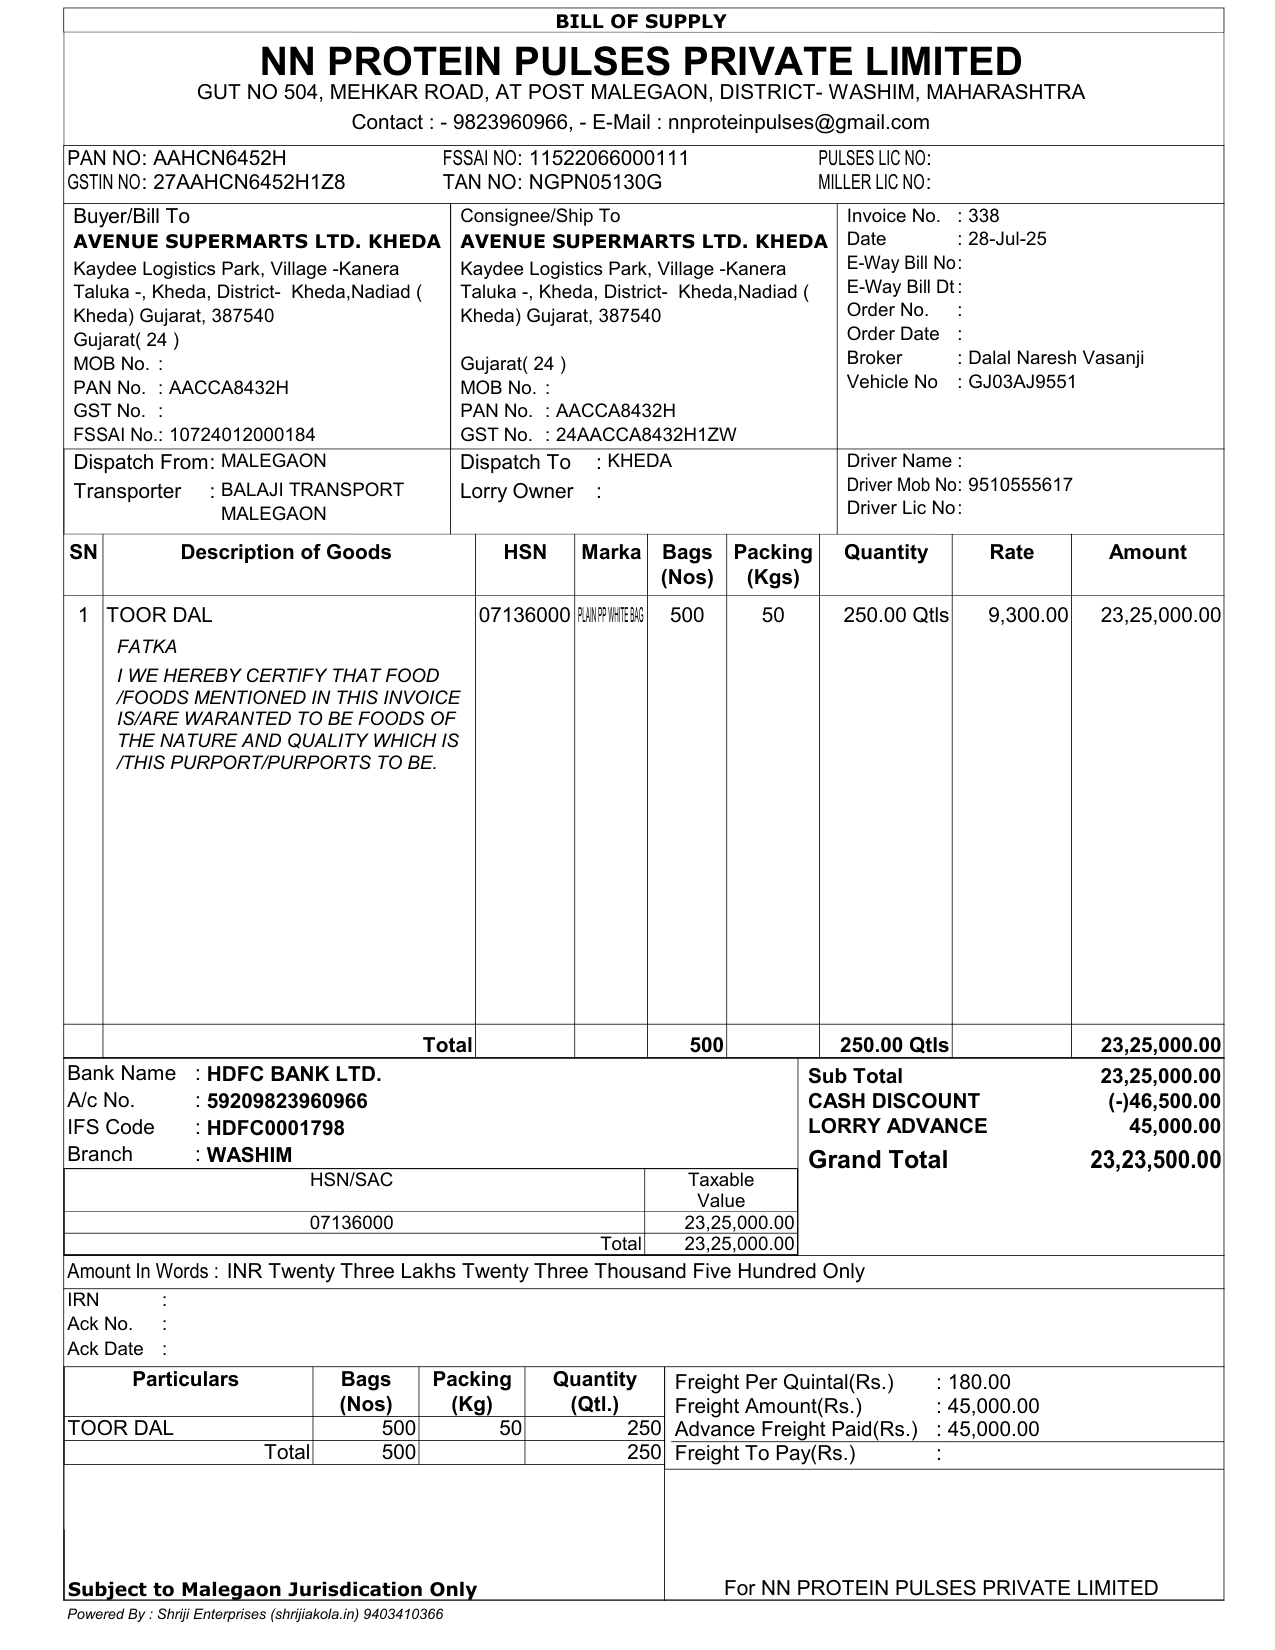 BILL OF SUPPLY
NN PROTEIN PULSES PRIVATE LIMITED
GUT NO 504, MEHKAR ROAD, AT POST MALEGAON, DISTRICT- WASHIM, MAHARASHTRA
Contact : - 9823960966, - E-Mail : nnproteinpulses@gmail.com
PAN NO: AAHCN6452H FSSAI NO: 11522066000111 PULSES LIC NO:
GSTIN NO: 27AAHCN6452H1Z8 TAN NO: NGPN05130G MILLER LIC NO:
Buyer/Bill To
AVENUE SUPERMARTS LTD. KHEDA
Kaydee Logistics Park, Village -Kanera
Taluka -, Kheda, District- Kheda,Nadiad (
Kheda) Gujarat, 387540
Gujarat( 24 )
MOB No. :
PAN No. : AACCA8432H
GST No. :
FSSAI No.: 10724012000184
Consignee/Ship To
AVENUE SUPERMARTS LTD. KHEDA
Kaydee Logistics Park, Village -Kanera
Taluka -, Kheda, District- Kheda,Nadiad (
Kheda) Gujarat, 387540
Gujarat( 24 )
MOB No. :
PAN No. : AACCA8432H
GST No. : 24AACCA8432H1ZW
Invoice No. : 338
Date : 28-Jul-25
E-Way Bill No:
E-Way Bill Dt :
Order No. :
Order Date :
Broker : Dalal Naresh Vasanji
Vehicle No : GJ03AJ9551
Dispatch From: MALEGAON
Transporter : BALAJI TRANSPORT
MALEGAON
Dispatch To : KHEDA
Lorry Owner :
Driver Name :
Driver Mob No: 9510555617
Driver Lic No:
SN Description of Goods HSN Marka Bags Packing Quantity Rate Amount
(Nos) (Kgs)
1 TOOR DAL 07136000 PLAIN PP WHITE BAG 500 50 250.00 Qtls 9,300.00 23,25,000.00
FATKA
I WE HEREBY CERTIFY THAT FOOD
/FOODS MENTIONED IN THIS INVOICE
IS/ARE WARANTED TO BE FOODS OF
THE NATURE AND QUALITY WHICH IS
/THIS PURPORT/PURPORTS TO BE.
Total 500 250.00 Qtls 23,25,000.00
Bank Name : HDFC BANK LTD.
A/c No. : 59209823960966
IFS Code : HDFC0001798
Branch : WASHIM
Sub Total 23,25,000.00
CASH DISCOUNT (-)46,500.00
LORRY ADVANCE 45,000.00
Grand Total 23,23,500.00
HSN/SAC Taxable
Value
07136000 23,25,000.00
Total 23,25,000.00
Amount In Words : INR Twenty Three Lakhs Twenty Three Thousand Five Hundred Only
IRN :
Ack No. :
Ack Date :
Particulars Bags Packing Quantity
(Nos) (Kg) (Qtl.)
TOOR DAL 500 50 250
Total 500 250
Freight Per Quintal(Rs.) : 180.00
Freight Amount(Rs.) : 45,000.00
Advance Freight Paid(Rs.) : 45,000.00
Freight To Pay(Rs.) :
Subject to Malegaon Jurisdication Only
For NN PROTEIN PULSES PRIVATE LIMITED
Powered By : Shriji Enterprises (shrijiakola.in) 9403410366